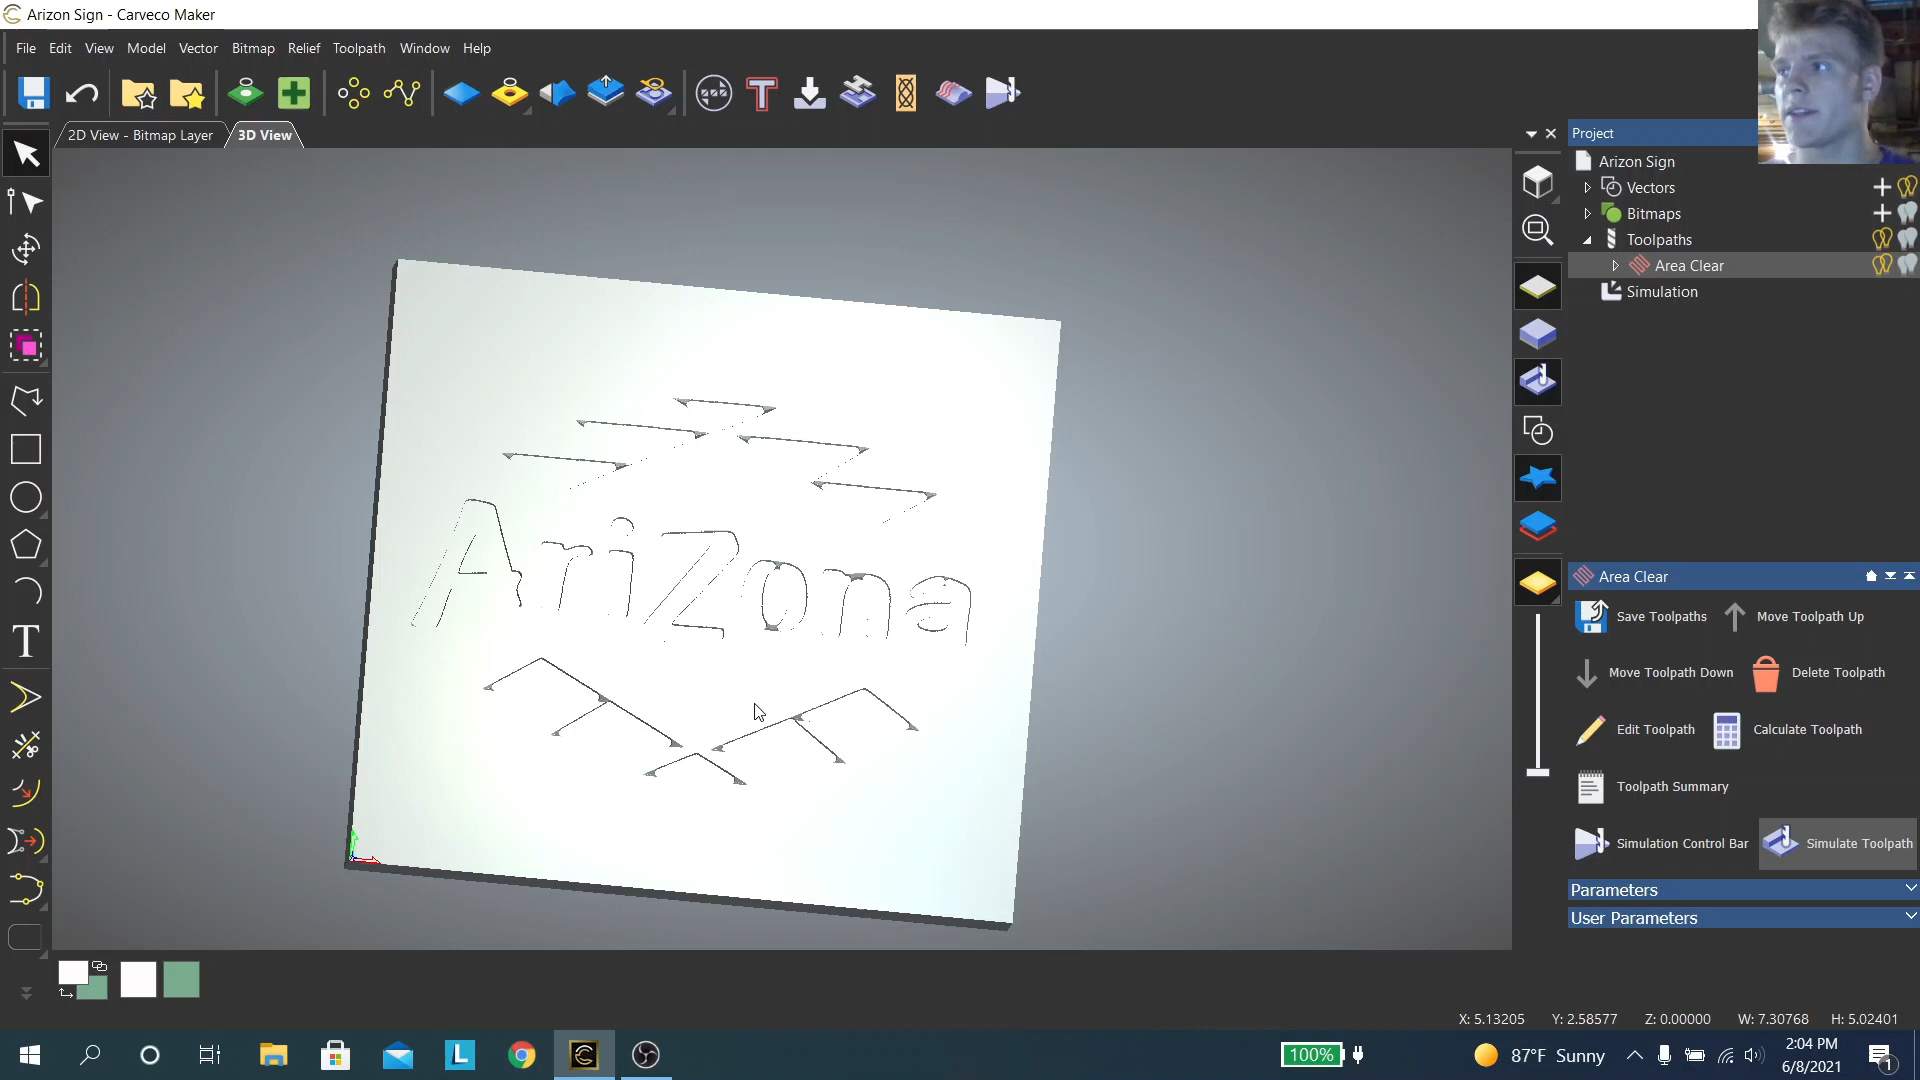 Arizon Sign - Carveco Maker
File Edit View Model Vector Bitmap Relief Toolpath Window Help
2D View - Bitmap Layer 3D View
Project
Arizon Sign
Vectors
Bitmaps
Toolpaths
Area Clear
Simulation
AriZona
Area Clear
Save Toolpaths Move Toolpath Up
Move Toolpath Down Delete Toolpath
Edit Toolpath Calculate Toolpath
Toolpath Summary
Simulation Control Bar Simulate Toolpath
Parameters
User Parameters
X: 5.13205 Y: 2.58577 Z: 0.00000 W: 7.30768 H: 5.02401
100% 87°F Sunny 2:04 PM
6/8/2021 1